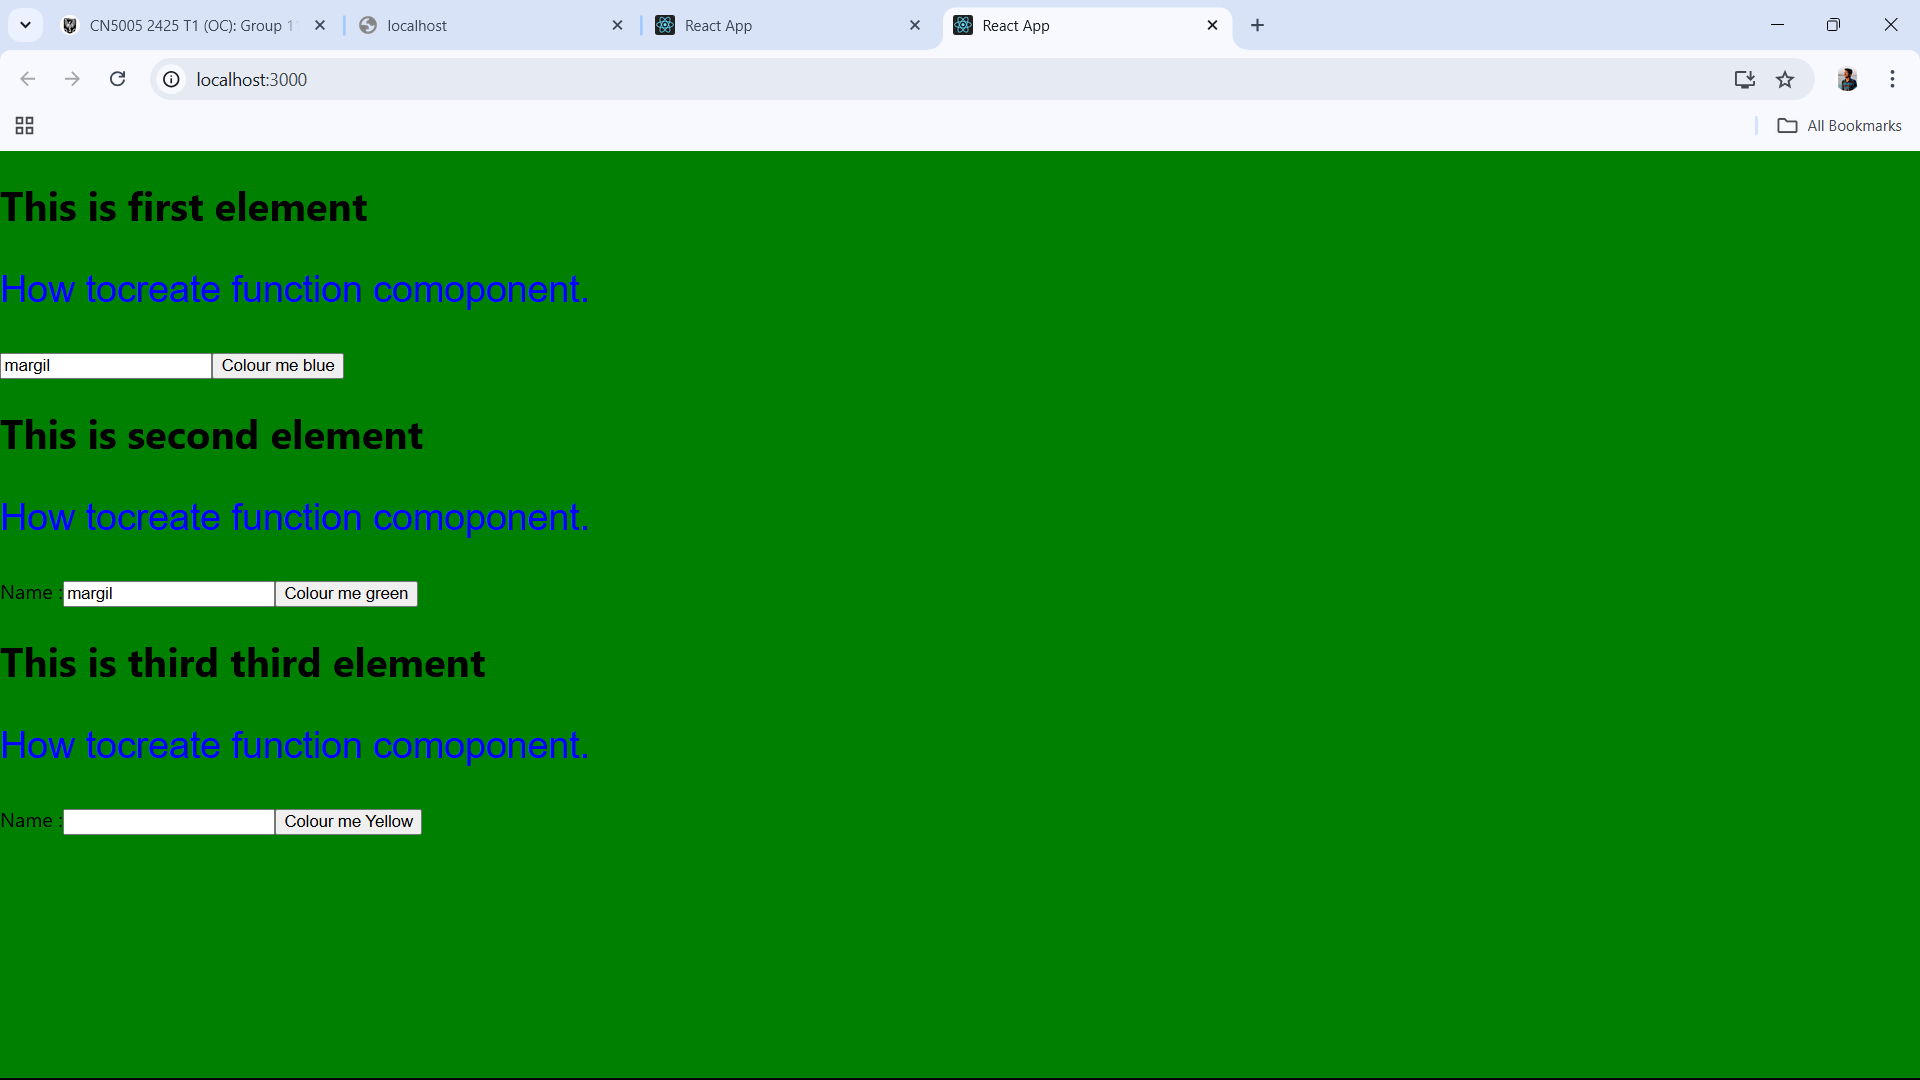 CN5005 2425 T1 (OC): Group 11
localhost
React App
React App
localhost:3000
All Bookmarks
This is first element
How tocreate function comoponent.
margil Colour me blue
This is second element
How tocreate function comoponent.
Name : margil Colour me green
This is third third element
How tocreate function comoponent.
Name : Colour me Yellow